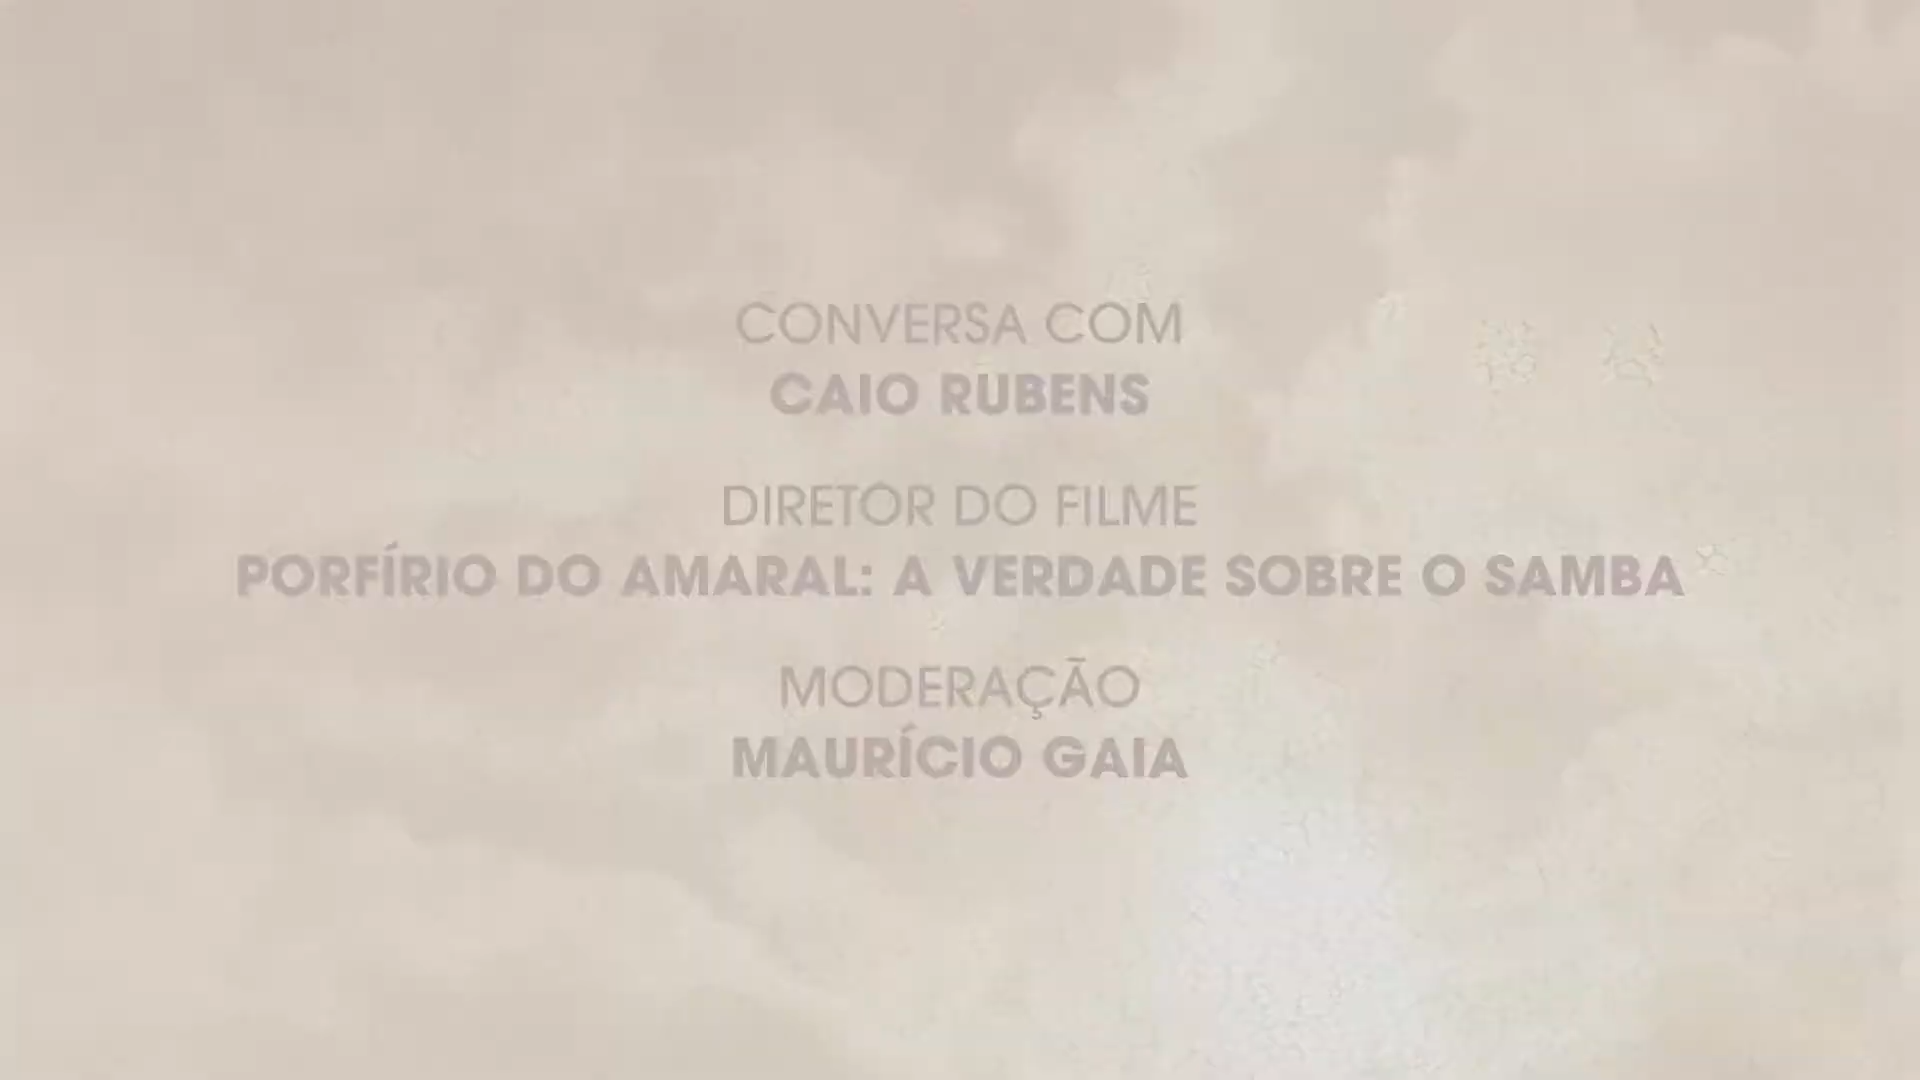 CONVERSA COM
CAIO RUBENS
DIRETOR DO FILME
PORFÍRIO DO AMARAL: A VERDADE SOBRE O SAMBA
MODERAÇÃO
MAURÍCIO GAIA